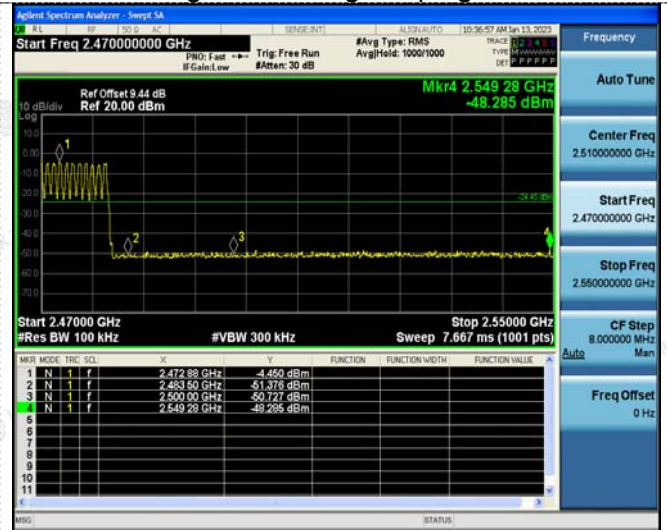 Agilent Spectrum Analyzer - Swept SA
RL RF 50 Ω AC SENSE:INT ALIGN AUTO 10:36:57 AM Jan 13, 2023
Start Freq 2.470000000 GHz
PNO: Fast
IFGain:Low
Trig: Free Run
#Atten: 30 dB
#Avg Type: RMS
Avg|Hold: 1000/1000
TRACE 1 2 3 4 5 6
TYPE
DET P P P P P P
Frequency
Ref Offset 9.44 dB
Ref 20.00 dBm
10 dB/div
Log
Mkr4 2.549 28 GHz
-48.285 dBm
10.0
0.00
-10.0
-20.0
-30.0
-40.0
-50.0
-60.0
-70.0
1
2
3
4
-24.45 dBm
Start 2.47000 GHz
#Res BW 100 kHz
#VBW 300 kHz
Stop 2.55000 GHz
Sweep 7.667 ms (1001 pts)
MKR MODE TRC SCL X Y FUNCTION FUNCTION WIDTH FUNCTION VALUE
1 N 1 f 2.472 88 GHz -4.450 dBm
2 N 1 f 2.483 50 GHz -51.376 dBm
3 N 1 f 2.500 00 GHz -50.727 dBm
4 N 1 f 2.549 28 GHz -48.285 dBm
5
6
7
8
9
10
11
MSG STATUS
Auto Tune
Center Freq
2.510000000 GHz
Start Freq
2.470000000 GHz
Stop Freq
2.550000000 GHz
CF Step
8.000000 MHz
Auto Man
Freq Offset
0 Hz